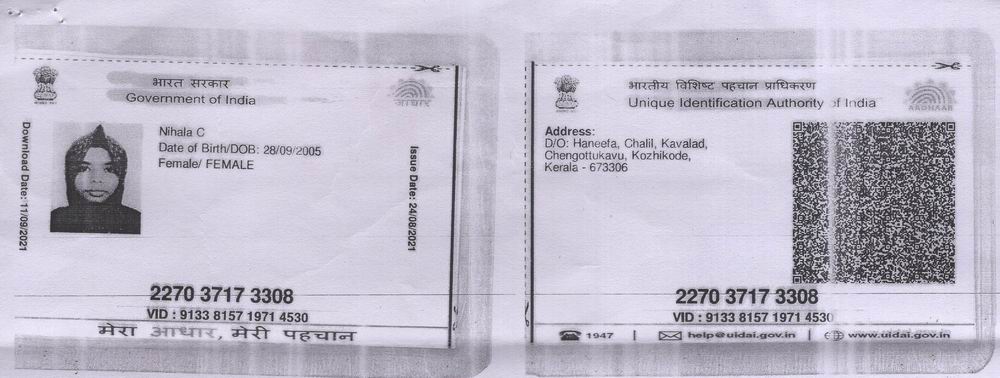 भारत सरकार
Government of India
आधार
Download Date: 11/09/2021
Nihala C
Date of Birth/DOB: 28/09/2005
Female/ FEMALE
Issue Date: 24/08/2021
2270 3717 3308
VID : 9133 8157 1971 4530
मेरा आधार, मेरी पहचान
भारतीय विशिष्ट पहचान प्राधिकरण
Unique Identification Authority of India
AADHAAR
Address:
D/O: Haneefa, Chalil, Kavalad,
Chengottukavu, Kozhikode,
Kerala - 673306
2270 3717 3308
VID : 9133 8157 1971 4530
1947 | help@uidai.gov.in | www.uidai.gov.in